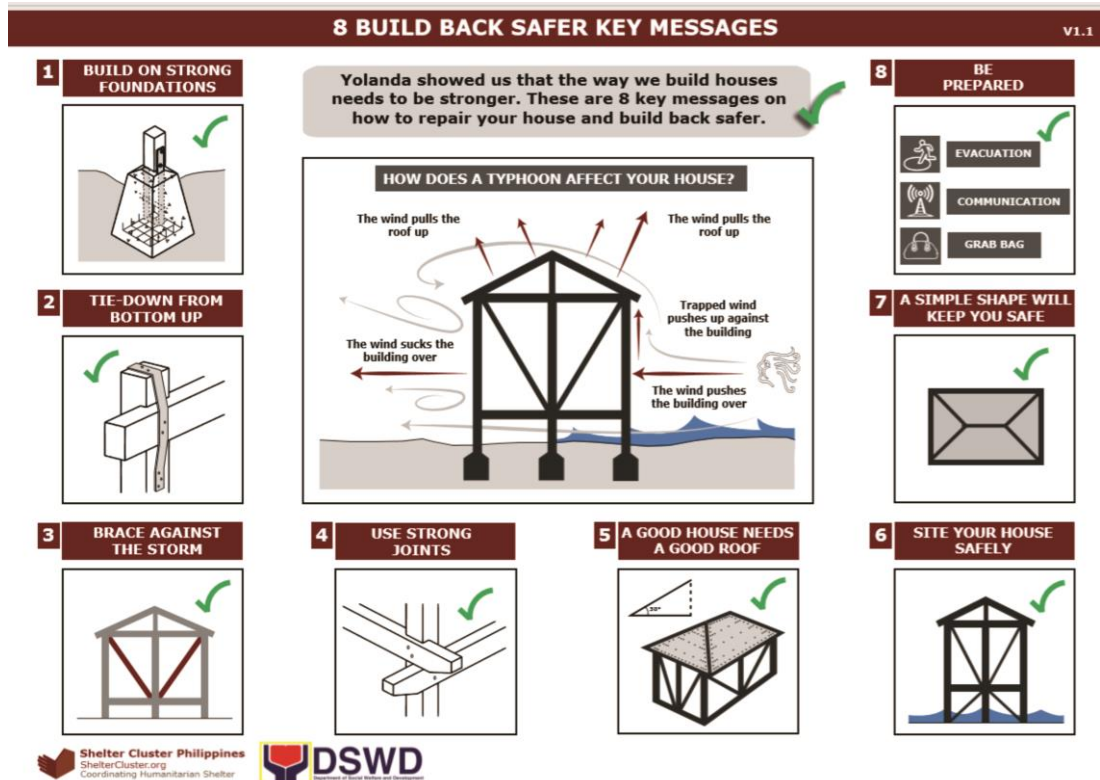 8 BUILD BACK SAFER KEY MESSAGES
V1.1
1
BUILD ON STRONG
FOUNDATIONS
Yolanda showed us that the way we build houses
needs to be stronger. These are 8 key messages on
how to repair your house and build back safer.
8
BE
PREPARED
EVACUATION
COMMUNICATION
GRAB BAG
HOW DOES A TYPHOON AFFECT YOUR HOUSE?
The wind pulls the
roof up
The wind pulls the
roof up
Trapped wind
pushes up against
the building
The wind sucks the
building over
The wind pushes
the building over
2
TIE-DOWN FROM
BOTTOM UP
7
A SIMPLE SHAPE WILL
KEEP YOU SAFE
3
BRACE AGAINST
THE STORM
4
USE STRONG
JOINTS
5
A GOOD HOUSE NEEDS
A GOOD ROOF
30°
6
SITE YOUR HOUSE
SAFELY
Shelter Cluster Philippines
ShelterCluster.org
Coordinating Humanitarian Shelter
DSWD
Department of Social Welfare and Development